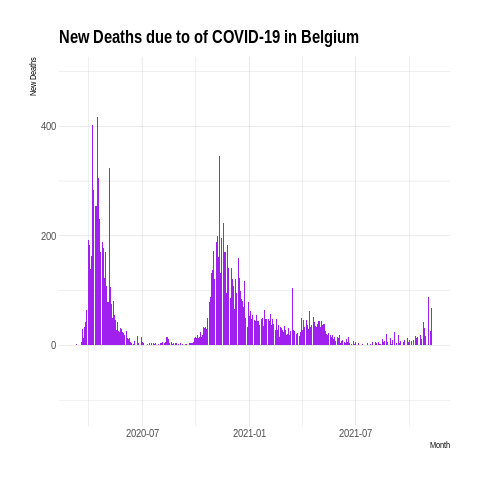 New Deaths due to of COVID-19 in Belgium
New Deaths
400
200
0
2020-07
2021-01
2021-07
Month